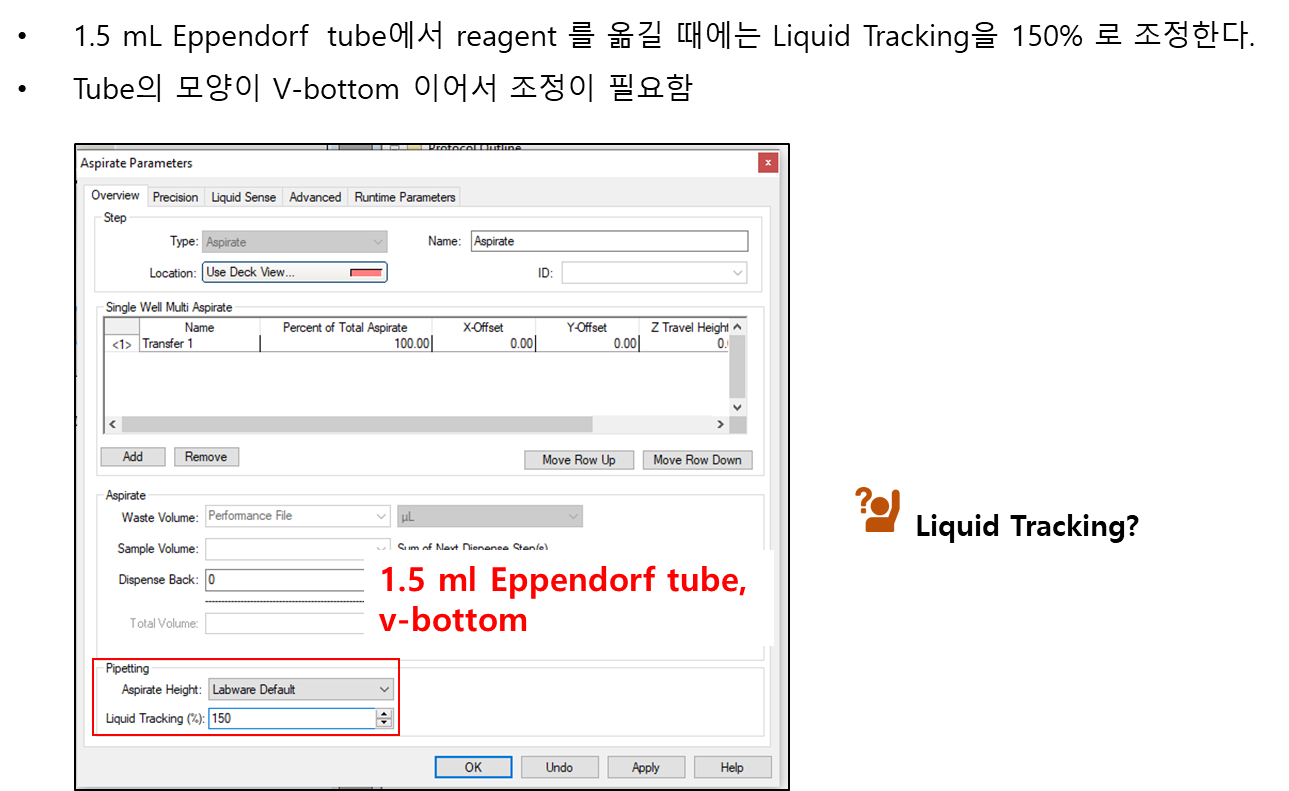 • 1.5 mL Eppendorf tube에서 reagent 를 옮길 때에는 Liquid Tracking을 150% 로 조정한다.
• Tube의 모양이 V-bottom 이어서 조정이 필요함
Protocol Outline
Aspirate Parameters
Overview Precision Liquid Sense Advanced Runtime Parameters
Step
Type: Aspirate Name: Aspirate
Location: Use Deck View... ID:
Single Well Multi Aspirate
Name Percent of Total Aspirate X-Offset Y-Offset Z Travel Height
<1> Transfer 1 100.00 0.00 0.00 0.
Add Remove Move Row Up Move Row Down
Aspirate
Waste Volume: Performance File µL
Sample Volume: Sum of Next Dispense Step(s)
Dispense Back: 0
1.5 ml Eppendorf tube,
v-bottom
Total Volume:
Pipetting
Aspirate Height: Labware Default
Liquid Tracking (%): 150
OK Undo Apply Help
Liquid Tracking?